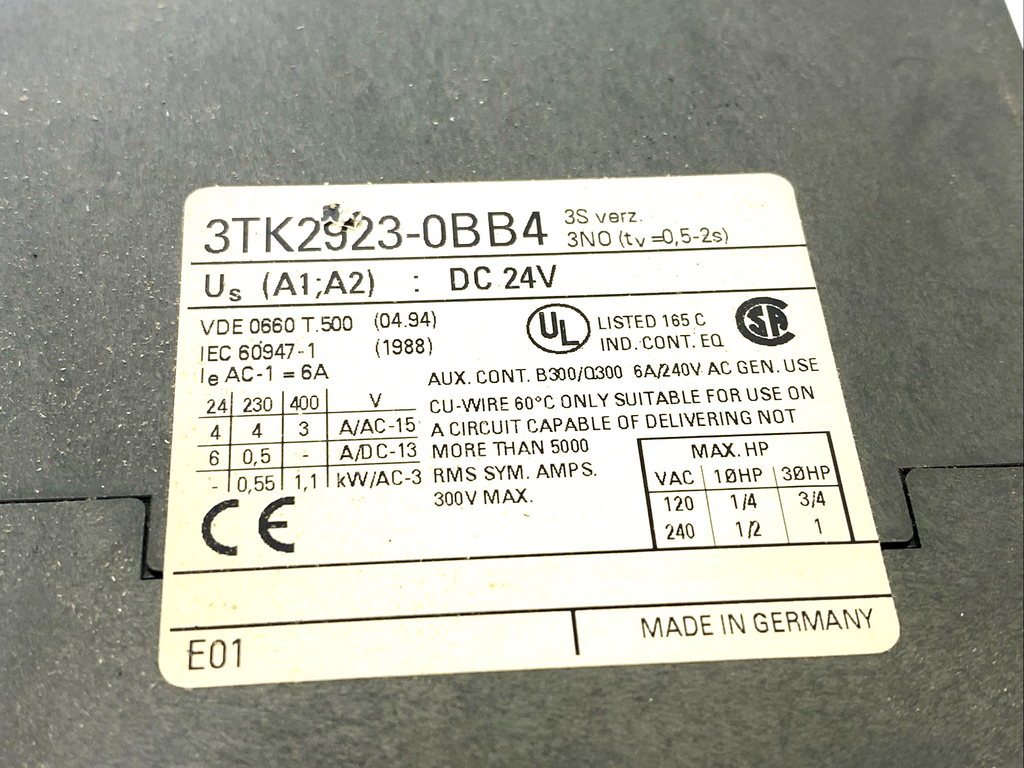 3TK2923-0BB4 3S verz.
3NO (tv =0,5-2s)
Us (A1;A2) : DC 24V
VDE 0660 T.500 (04.94)
IEC 60947-1 (1988)
Ie AC-1 = 6A
UL LISTED 165 C
IND. CONT. EQ
SA
AUX. CONT. B300/Q300 6A/240V AC GEN. USE
CU-WIRE 60°C ONLY SUITABLE FOR USE ON
A CIRCUIT CAPABLE OF DELIVERING NOT
MORE THAN 5000
RMS SYM. AMPS.
300V MAX.
24 230 400 V
4 4 3 A/AC-15
6 0,5 - A/DC-13
- 0,55 1,1 kW/AC-3
CE
MAX. HP
VAC 1ØHP 3ØHP
120 1/4 3/4
240 1/2 1
E01
MADE IN GERMANY